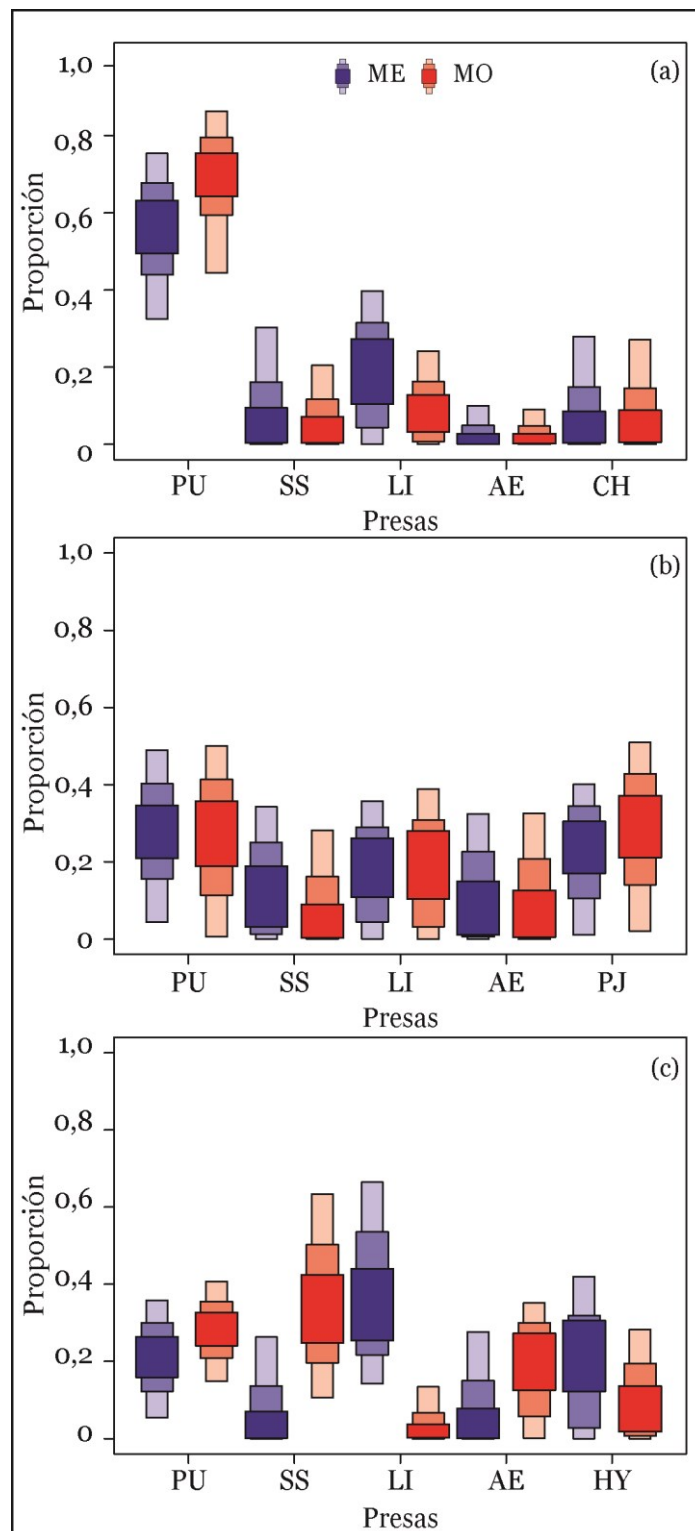 (a)
ME MO
Proporción
1,0
0,8
0,6
0,4
0,2
0
PU SS LI AE CH
Presas
(b)
Proporción
1,0
0,8
0,6
0,4
0,2
0
PU SS LI AE PJ
Presas
(c)
Proporción
1,0
0,8
0,6
0,4
0,2
0
PU SS LI AE HY
Presas